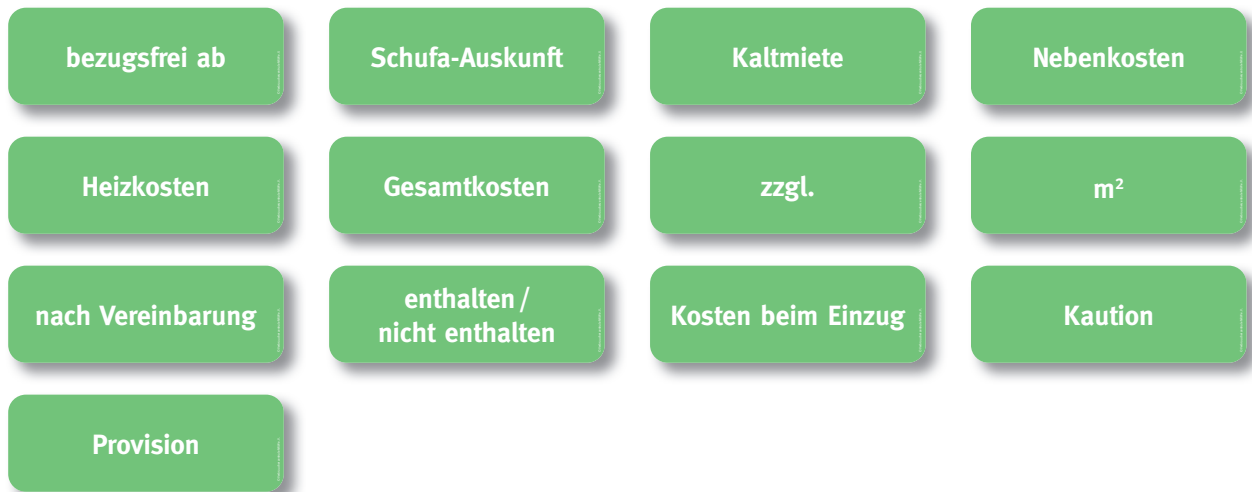 bezugsfrei ab
Schufa-Auskunft
Kaltmiete
Nebenkosten
Heizkosten
Gesamtkosten
zzgl.
m²
nach Vereinbarung
enthalten /
nicht enthalten
Kosten beim Einzug
Kaution
Provision